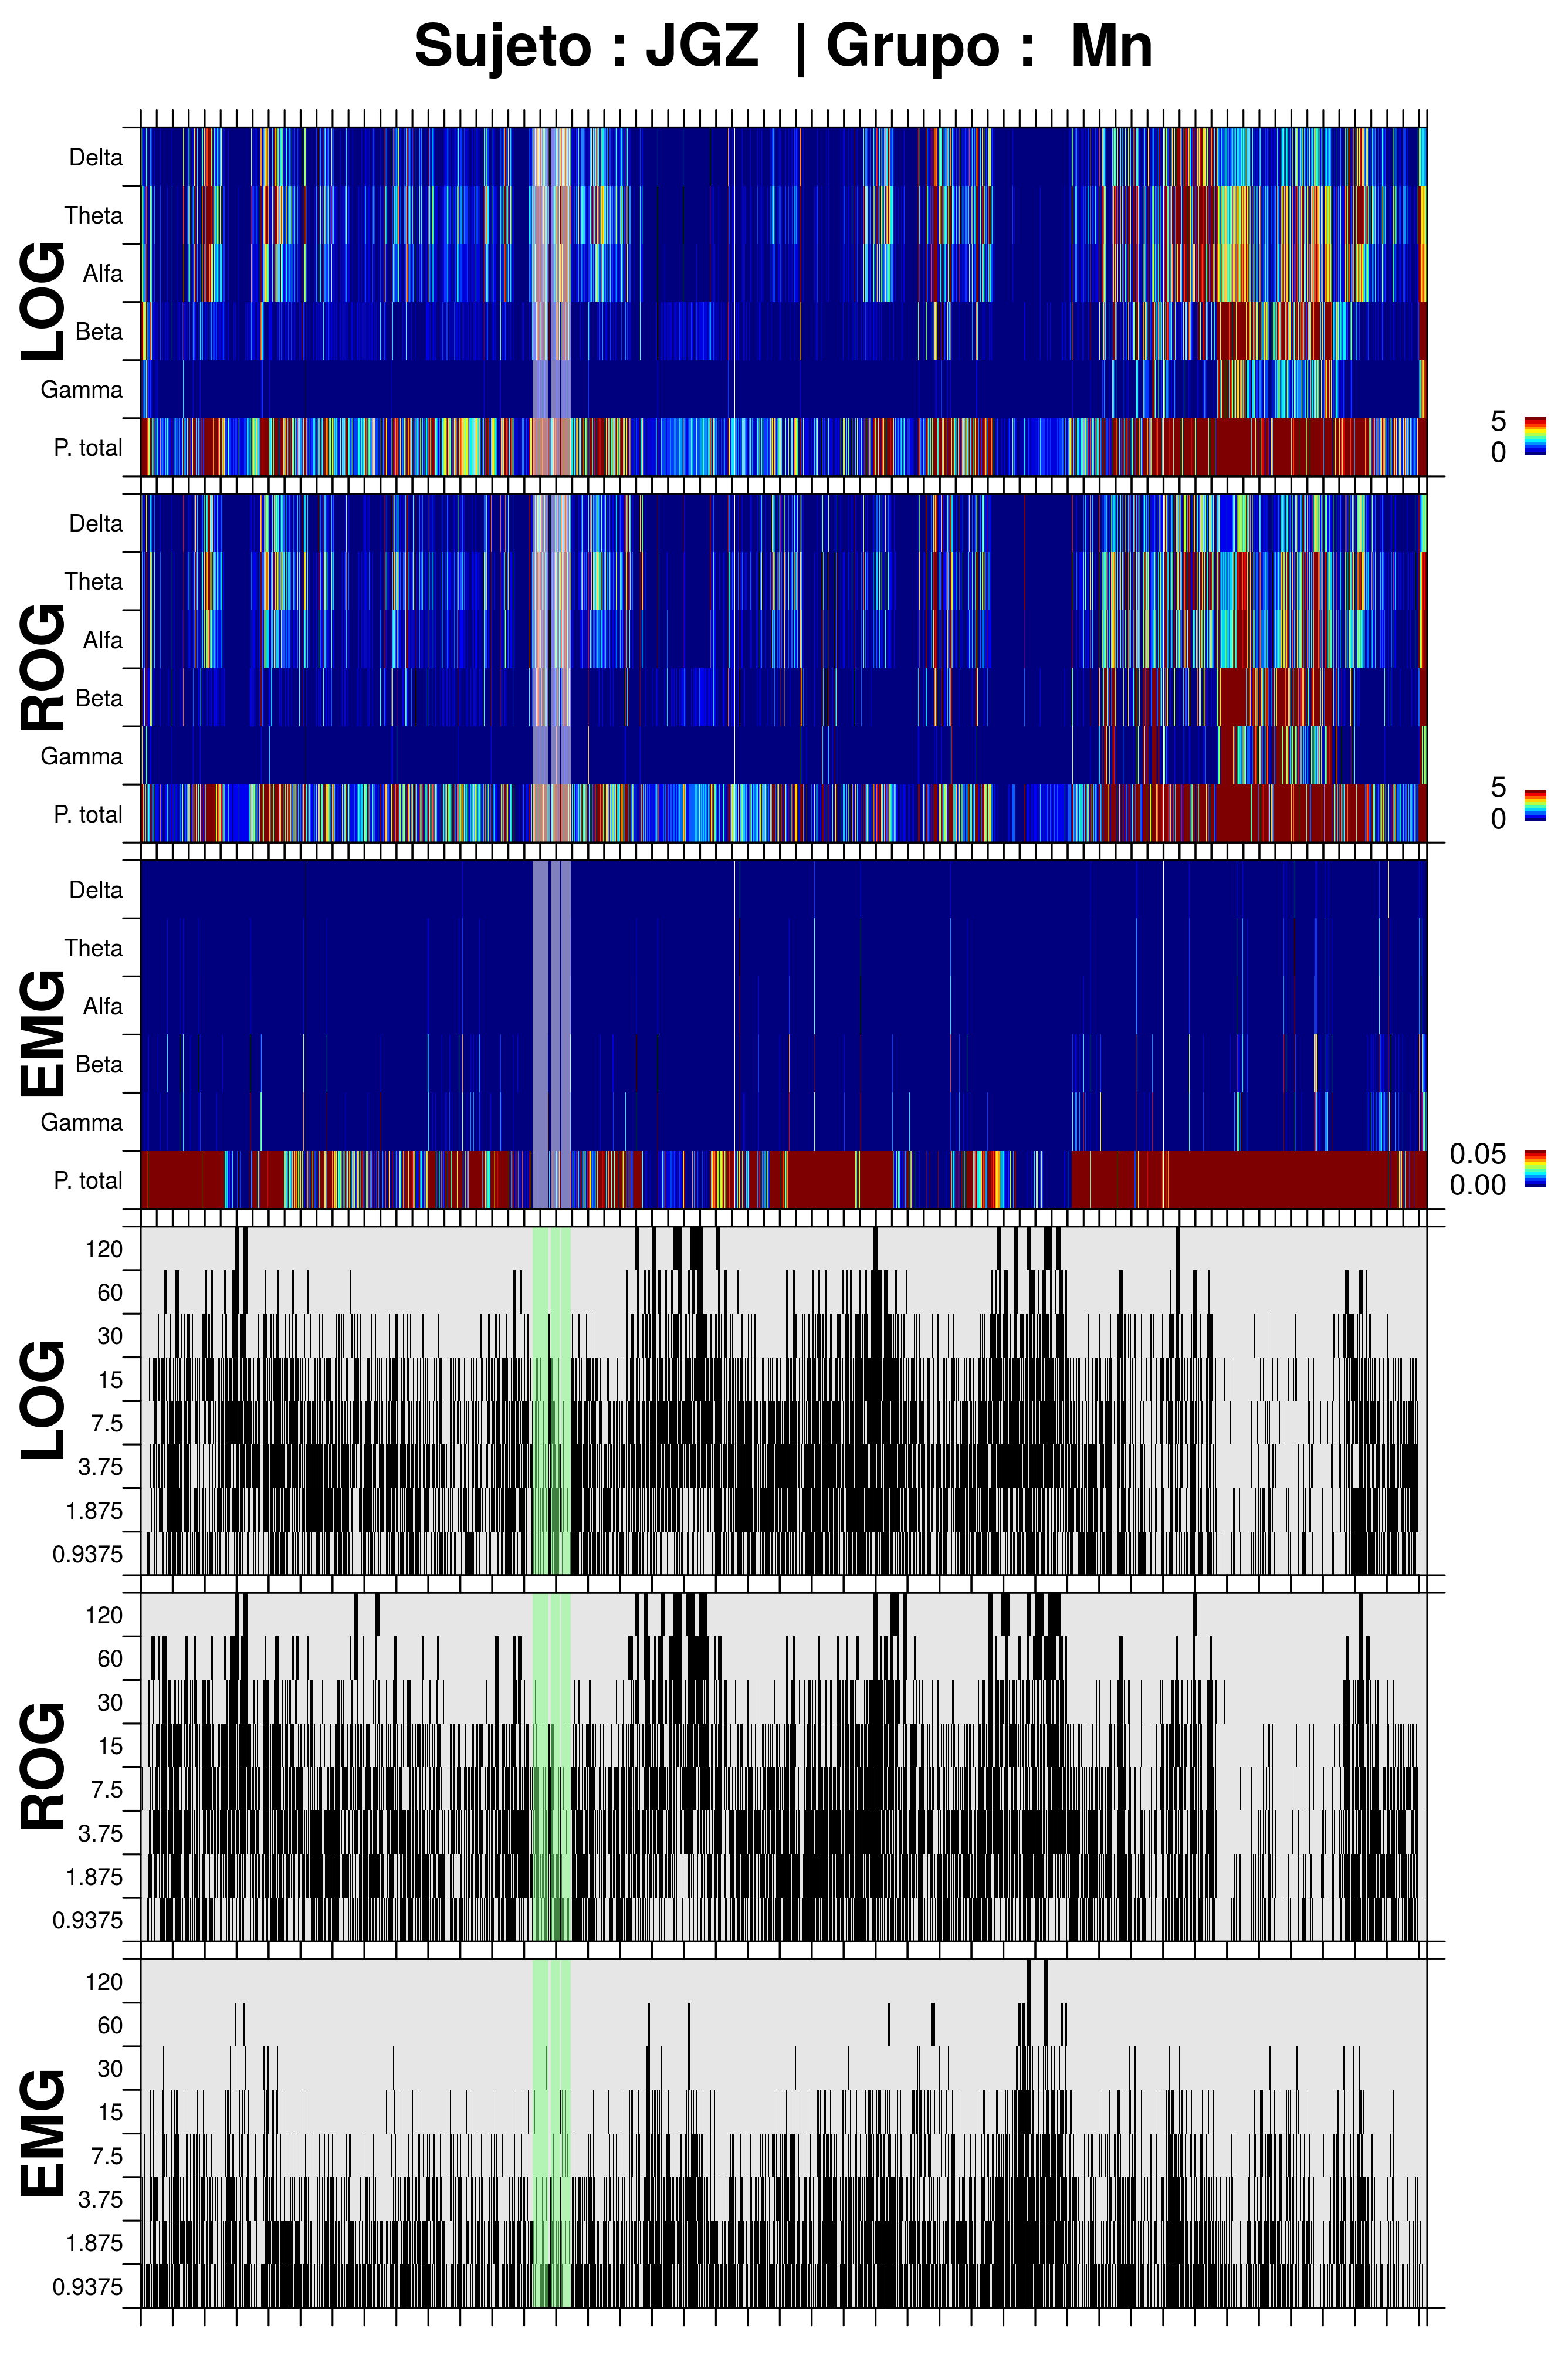 Sujeto : JGZ | Grupo : Mn
LOG
Delta
Theta
Alfa
Beta
Gamma
P. total
5
0
ROG
Delta
Theta
Alfa
Beta
Gamma
P. total
5
0
EMG
Delta
Theta
Alfa
Beta
Gamma
P. total
0.05
0.00
LOG
120
60
30
15
7.5
3.75
1.875
0.9375
ROG
120
60
30
15
7.5
3.75
1.875
0.9375
EMG
120
60
30
15
7.5
3.75
1.875
0.9375